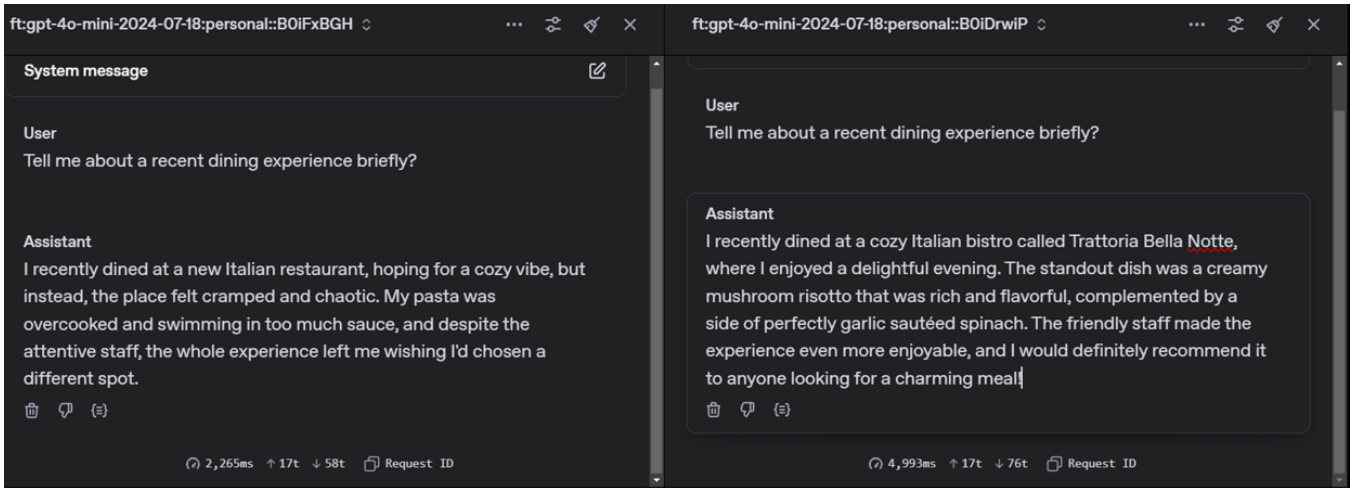 ft:gpt-4o-mini-2024-07-18:personal::B0iFxBGH
System message
User
Tell me about a recent dining experience briefly?
Assistant
I recently dined at a new Italian restaurant, hoping for a cozy vibe, but
instead, the place felt cramped and chaotic. My pasta was
overcooked and swimming in too much sauce, and despite the
attentive staff, the whole experience left me wishing I'd chosen a
different spot.
2,265ms ↑17t ↓58t Request ID
ft:gpt-4o-mini-2024-07-18:personal::B0iDrwiP
User
Tell me about a recent dining experience briefly?
Assistant
I recently dined at a cozy Italian bistro called Trattoria Bella Notte,
where I enjoyed a delightful evening. The standout dish was a creamy
mushroom risotto that was rich and flavorful, complemented by a
side of perfectly garlic sautéed spinach. The friendly staff made the
experience even more enjoyable, and I would definitely recommend it
to anyone looking for a charming meal!
4,993ms ↑17t ↓76t Request ID